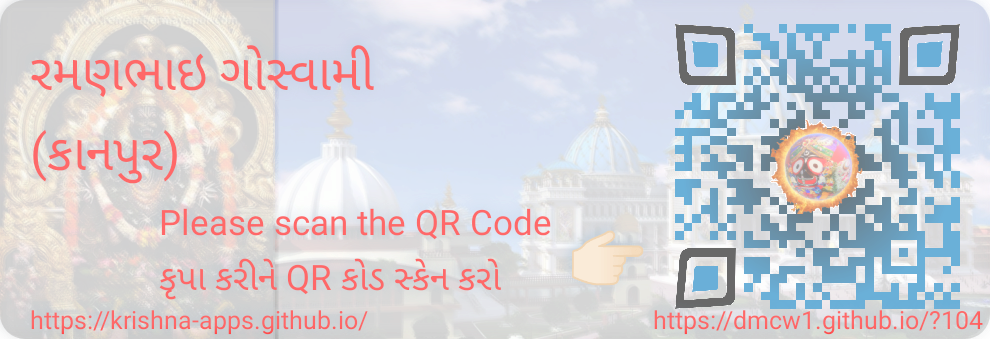 રમણભાઇ ગોસ્વામી
(કાનપુર)
Please scan the QR Code
કૃપા કરીને QR કોડ સ્કેન કરો
https://krishna-apps.github.io/
https://dmcw1.github.io/?104